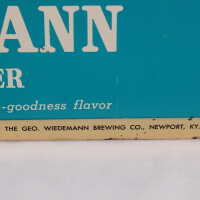 ANN
ER
-goodness flavor
THE GEO. WIEDEMANN BREWING CO., NEWPORT, KY.